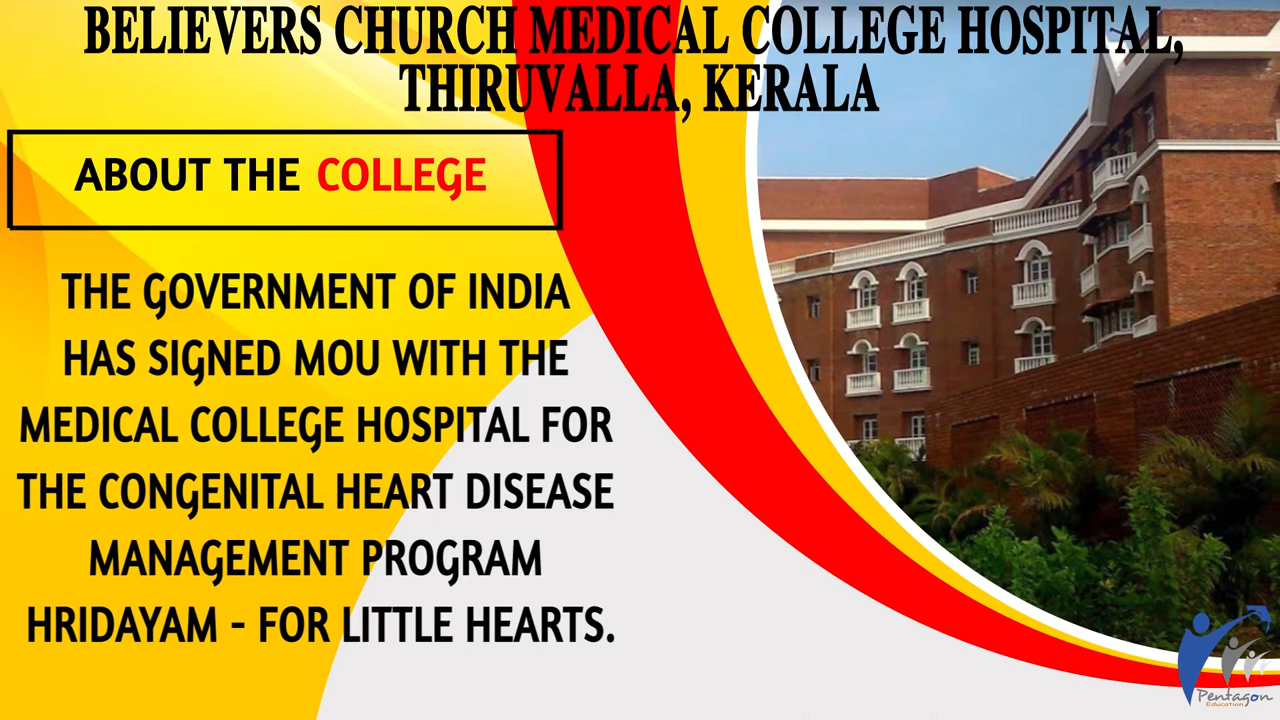 BELIEVERS CHURCH MEDICAL COLLEGE HOSPITAL,
THIRUVALLA, KERALA
ABOUT THE COLLEGE
THE GOVERNMENT OF INDIA
HAS SIGNED MOU WITH THE
MEDICAL COLLEGE HOSPITAL FOR
THE CONGENITAL HEART DISEASE
MANAGEMENT PROGRAM
HRIDAYAM - FOR LITTLE HEARTS.
Pentagon
Education